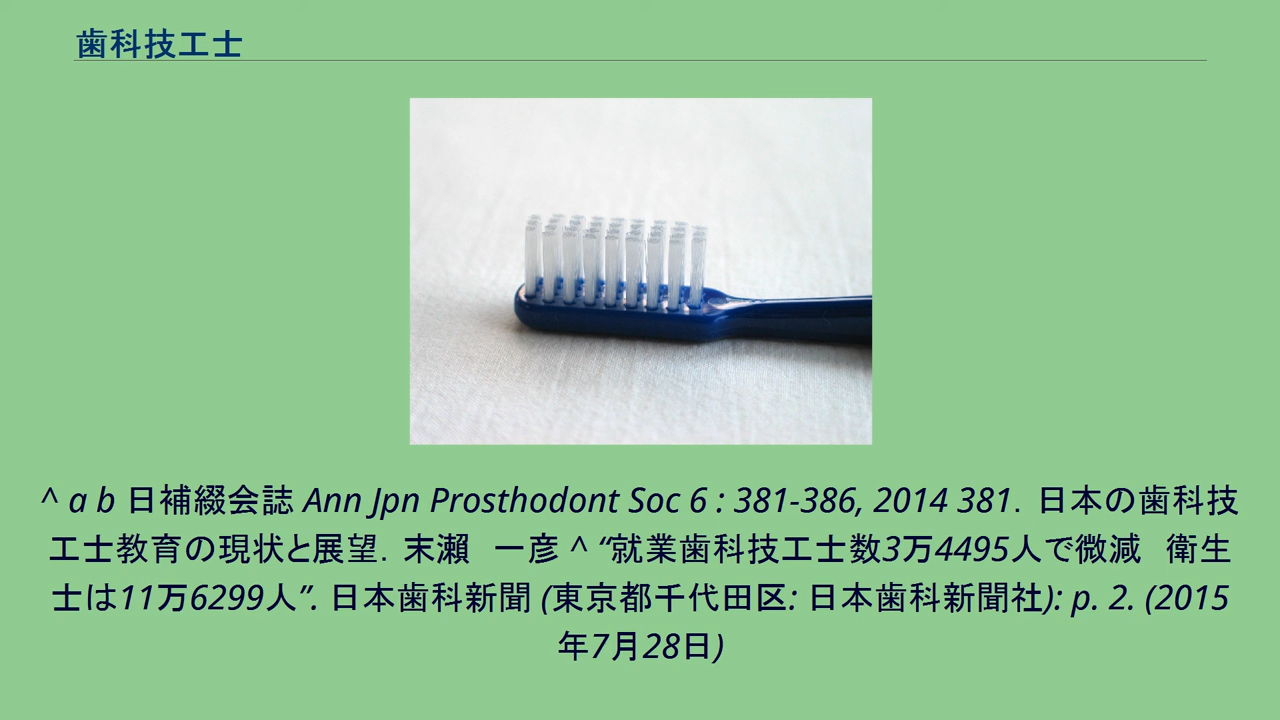 歯科技工士
^ a b 日補綴会誌 Ann Jpn Prosthodont Soc 6 : 381-386, 2014 381．日本の歯科技
工士教育の現状と展望．末瀬　一彦 ^ “就業歯科技工士数3万4495人で微減　衛生
士は11万6299人”. 日本歯科新聞 (東京都千代田区: 日本歯科新聞社): p. 2. (2015
年7月28日)